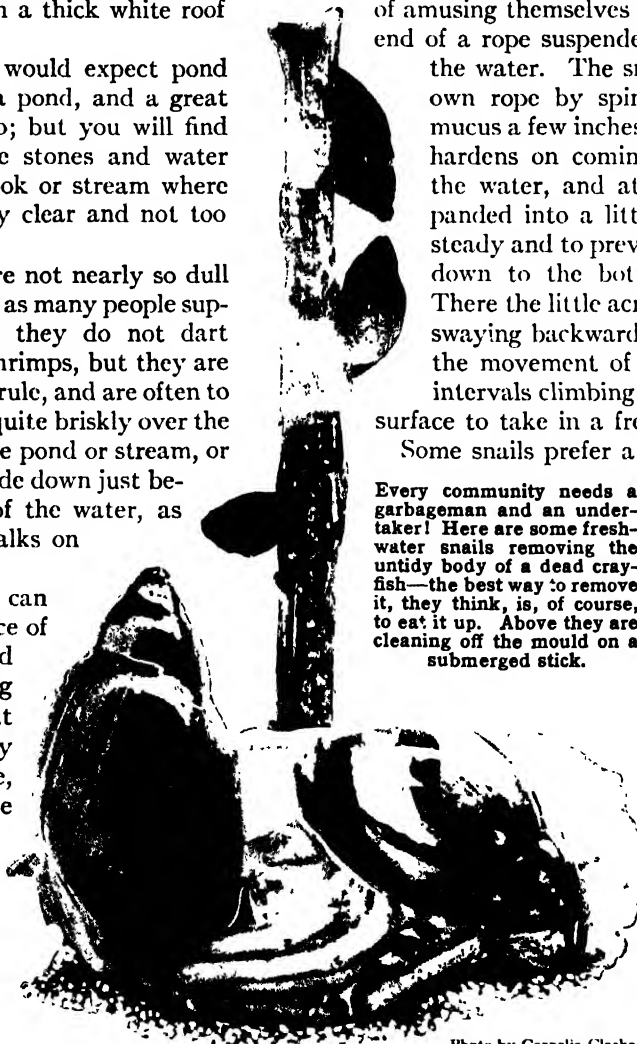 a thick white roof
would expect pond
pond, and a great
but you will find
stones and water
or stream where
clear and not too
not nearly so dull
as many people sup-
they do not dart
but they are
rule, and are often to
quite briskly over the
pond or stream, or
down just be-
of the water, as
on
can
of
of amusing themselves
end of a rope suspende
the water. The sn
own rope by spin
mucus a few inches
hardens on comin
the water, and at
panded into a litt
steady and to prev
down to the bot
There the little acr
swaying backward
the movement of
intervals climbing
surface to take in a fre
Some snails prefer a
Every community needs a
garbageman and an under-
taker! Here are some fresh-
water snails removing the
untidy body of a dead cray-
fish—the best way to remove
it, they think, is, of course,
to eat it up. Above they are
cleaning off the mould on a
submerged stick.
Photo by Cornelia Clarke